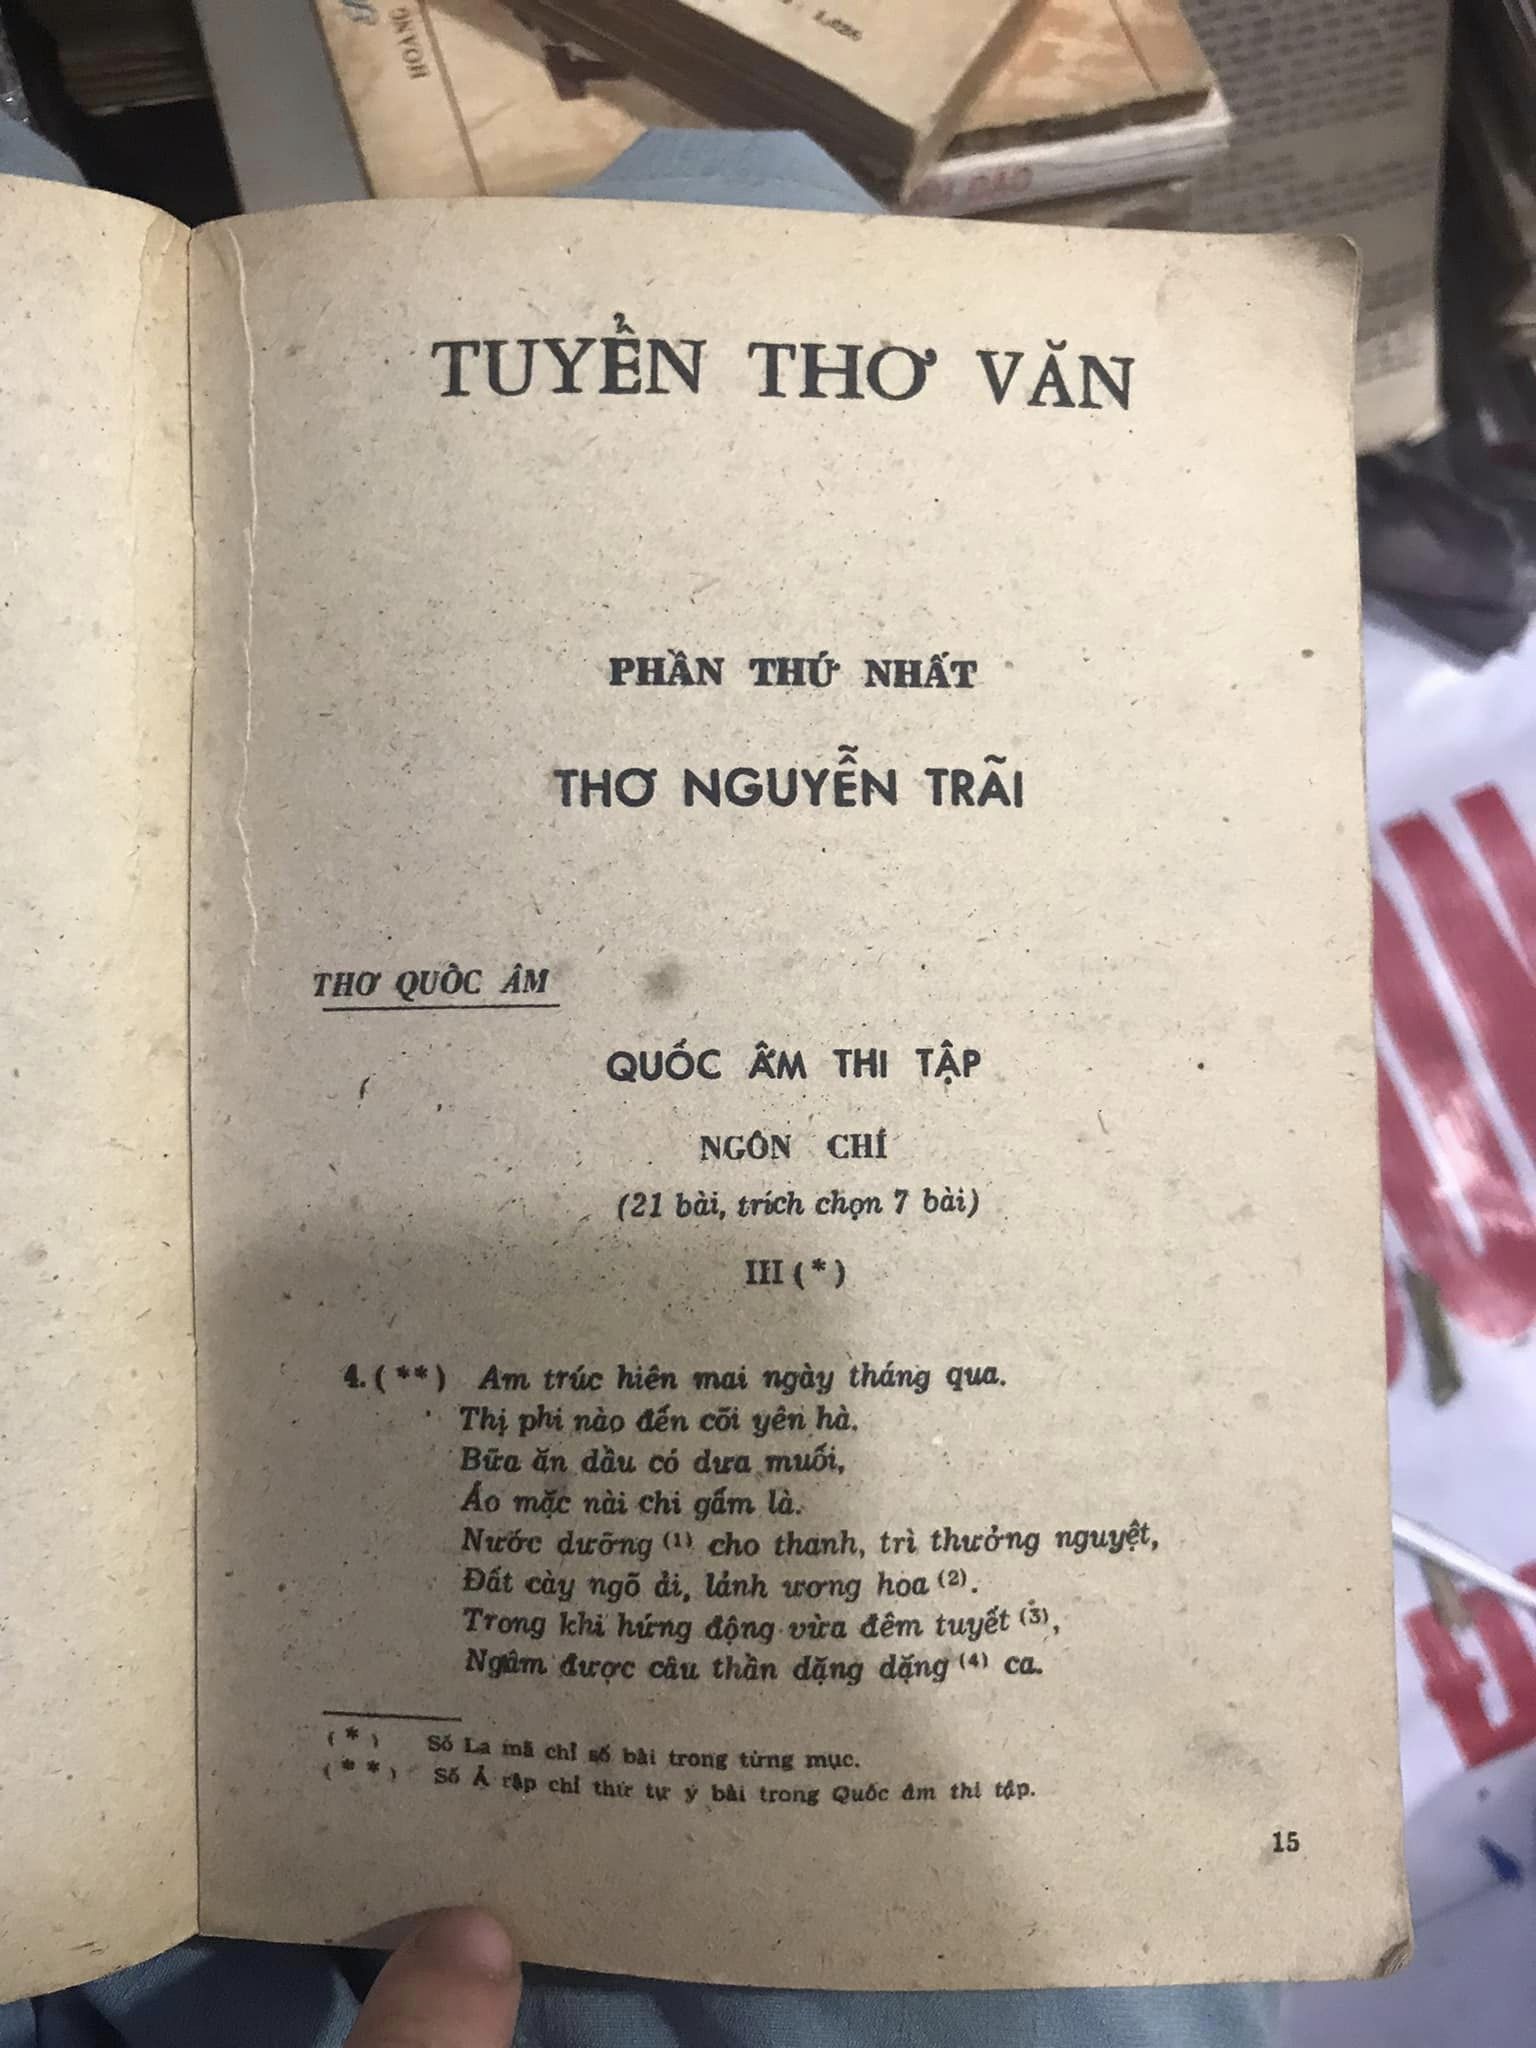 HOÀNG
TUYỂN THƠ VĂN
PHẦN THỨ NHẤT
THƠ NGUYỄN TRÃI
THƠ QUỐC ÂM
QUỐC ÂM THI TẬP
NGÔN CHÍ
(21 bài, trích chọn 7 bài)
III (*)
4. (**) Am trúc hiên mai ngày tháng qua.
Thị phi nào đến cõi yên hà.
Bữa ăn dầu có dưa muối,
Áo mặc nài chi gấm là.
Nước dưỡng (1) cho thanh, trì thưởng nguyệt,
Đất cày ngõ ải, lảnh ương hoa (2).
Trong khi hứng động vừa đêm tuyết (3),
Ngâm được câu thần dặng dặng (4) ca.
(*) Số La mã chỉ số bài trong từng mục.
(**) Số Ả rập chỉ thứ tự ý bài trong Quốc âm thi tập.
15